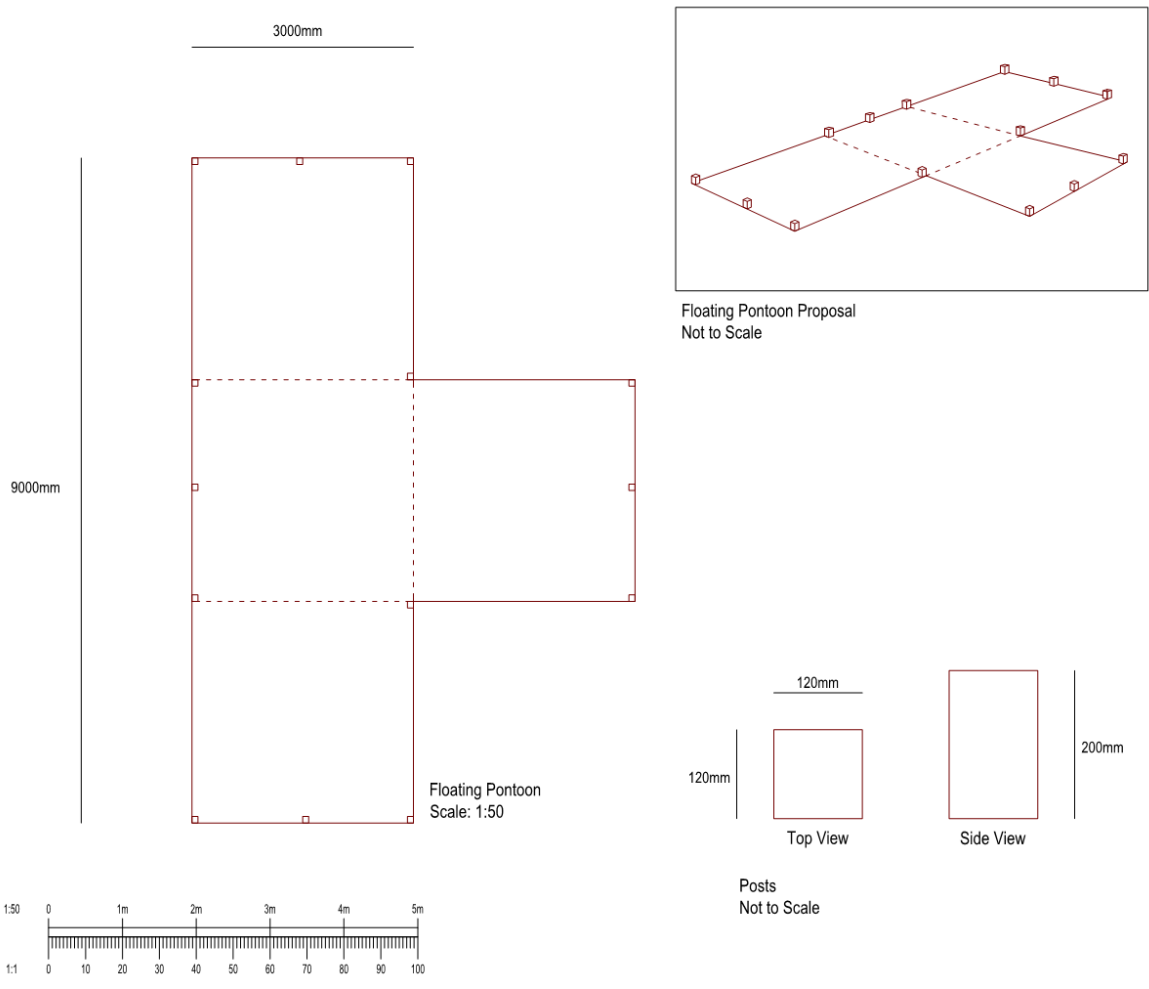 3000mm
Floating Pontoon Proposal
Not to Scale
9000mm
Floating Pontoon
Scale: 1:50
120mm
120mm
200mm
Top View
Side View
Posts
Not to Scale
1:50 0 1m 2m 3m 4m 5m
1:1 0 10 20 30 40 50 60 70 80 90 100